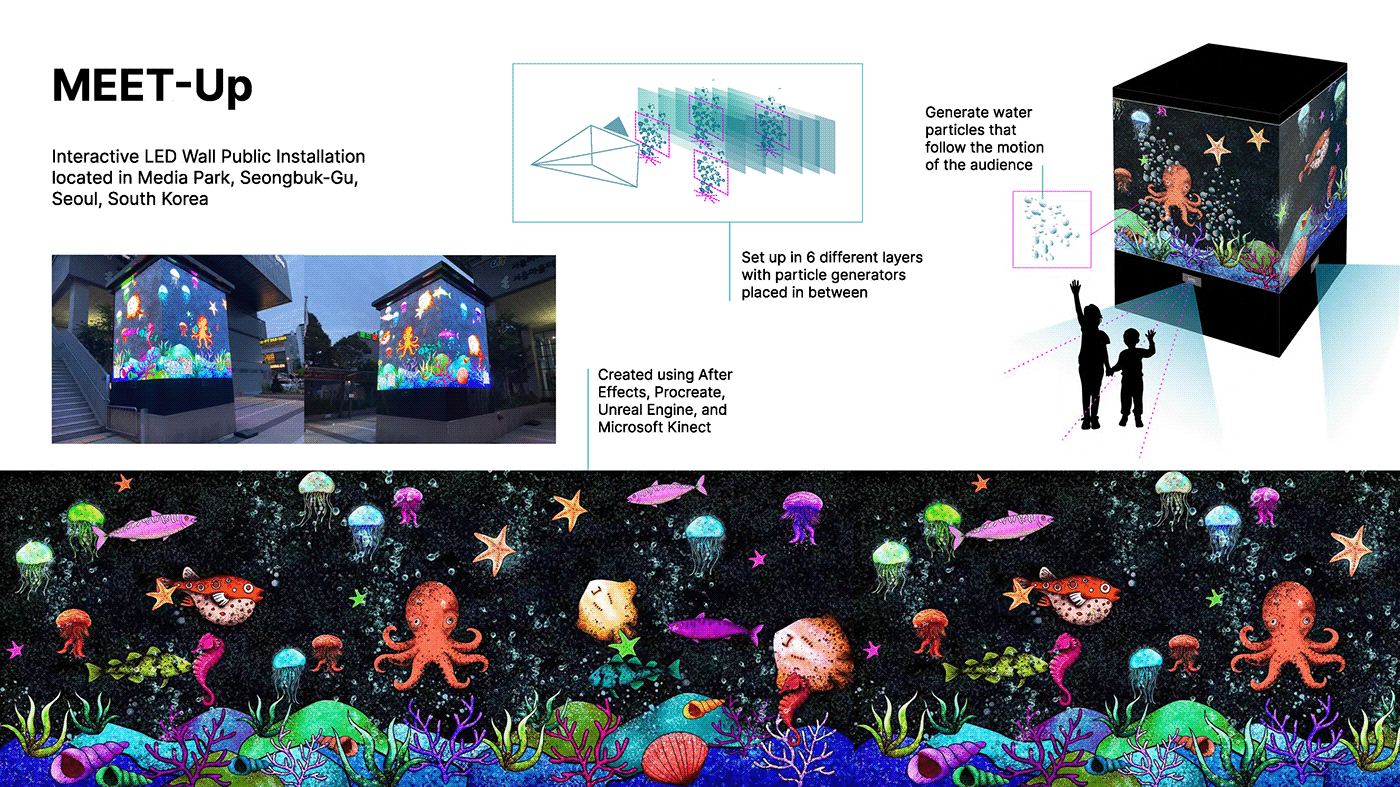 MEET-Up
Interactive LED Wall Public Installation
located in Media Park, Seongbuk-Gu,
Seoul, South Korea
Set up in 6 different layers
with particle generators
placed in between
Generate water
particles that
follow the motion
of the audience
Created using After
Effects, Procreate,
Unreal Engine, and
Microsoft Kinect